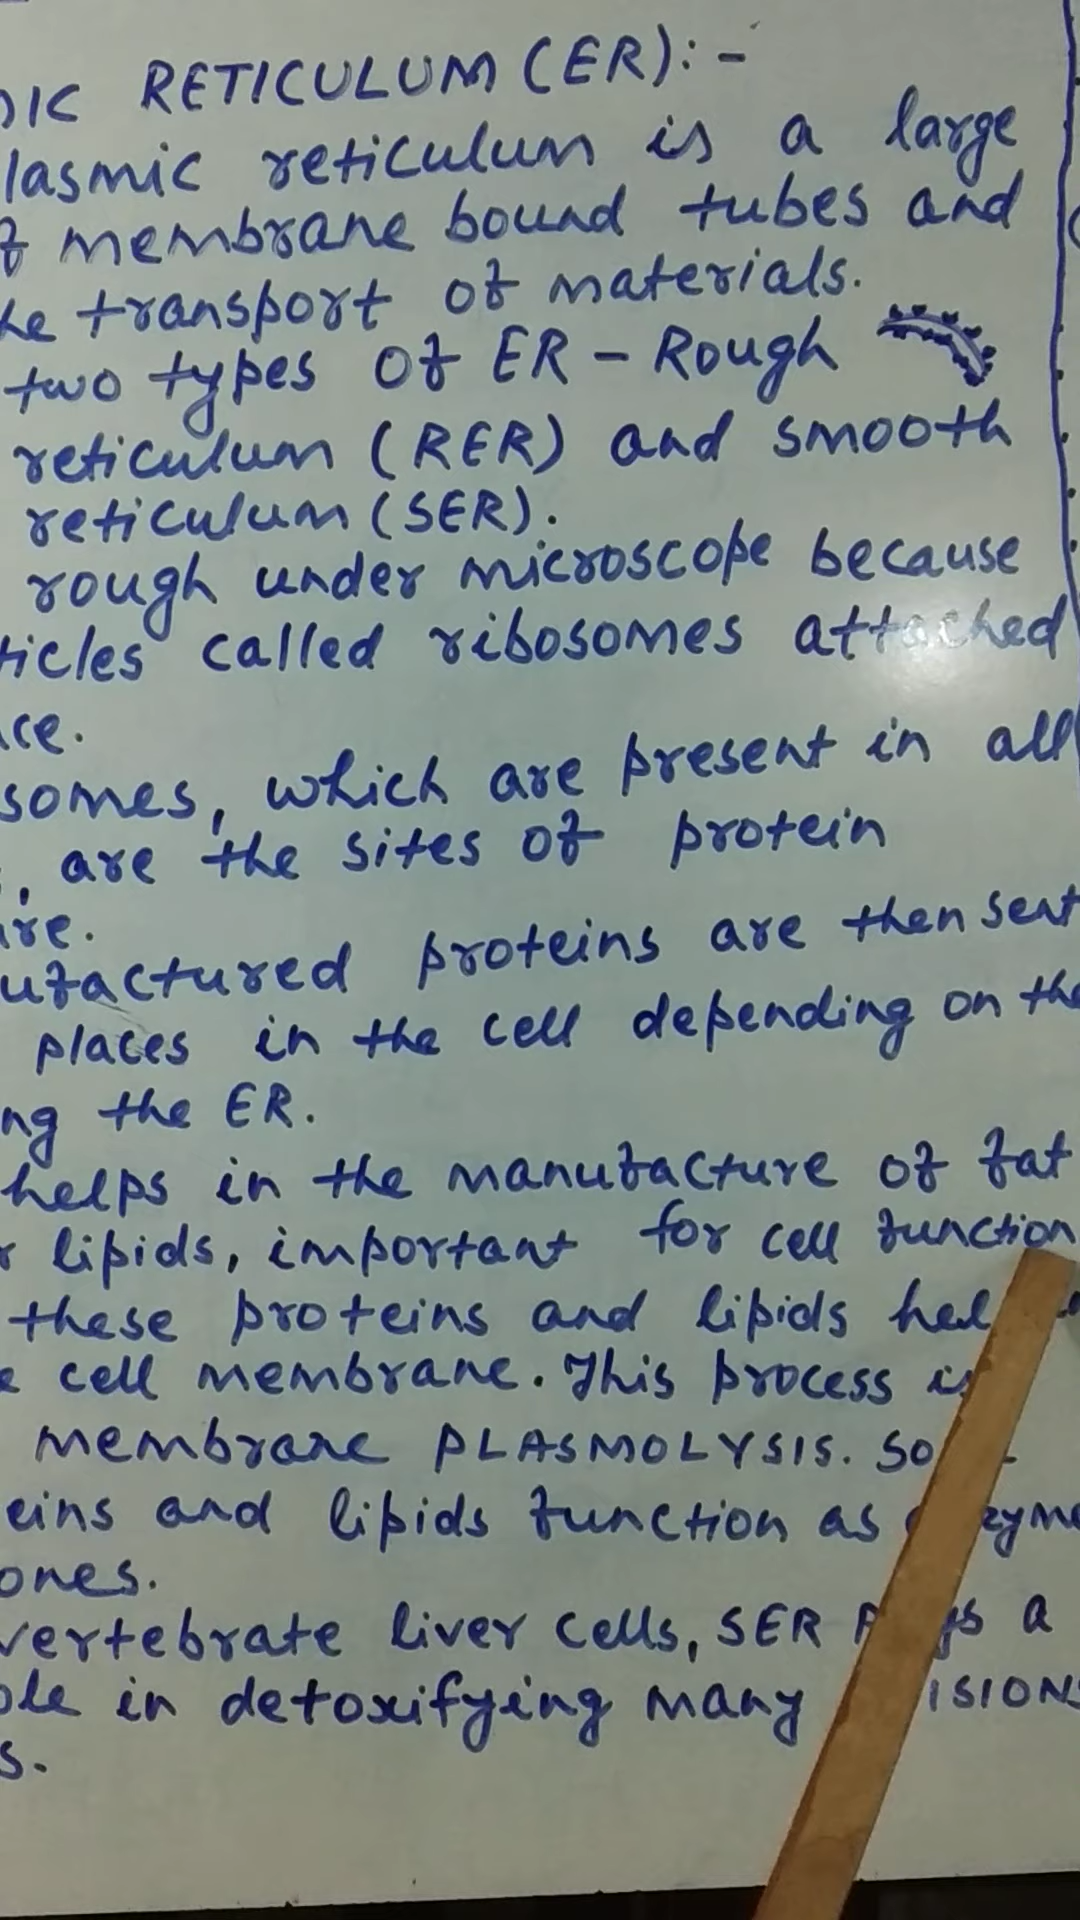 RETICULUM (ER):-
lasmic reticulum is a large
membrane bound tubes and
transport of materials.
two types of ER - Rough
reticulum (RER) and smooth
reticulum (SER).
rough under microscope because
ticles called ribosomes attached
ce.
somes, which are present in all
, are the sites of protein
re.
ufactured proteins are then sent
places in the cell depending on the
ng the ER.
helps in the manufacture of fat
lipids, important for cell function
these proteins and lipids hel
cell membrane. This process is
membrane PLASMOLYSIS. So
eins and lipids function as
ones.
vertebrate liver cells, SER a
ole in detoxifying many
s.